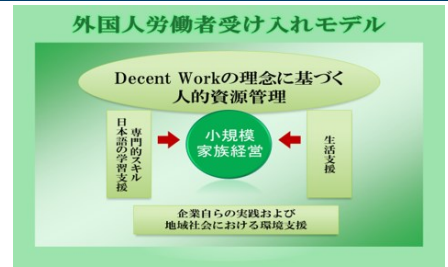 外国人労働者受け入れモデル
Decent Workの理念に基づく
人的資源管理
専門的スキル
日本語の学習支援
小規模
家族経営
生活支援
企業自らの実践および
地域社会における環境支援